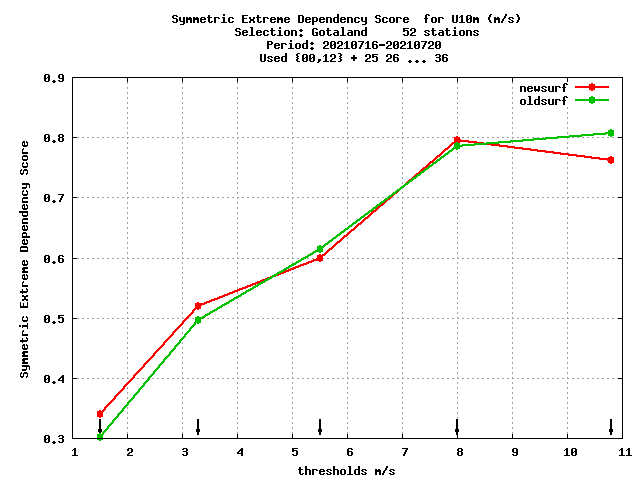 Symmetric Extreme Dependency Score  for U10m (m/s)
Selection: Gotaland     52 stations
Period: 20210716-20210720
Used {00,12} + 25 26 ... 36
newsurf
oldsurf
Symmetric Extreme Dependency Score
0.9
0.8
0.7
0.6
0.5
0.4
0.3
1 2 3 4 5 6 7 8 9 10 11
thresholds m/s